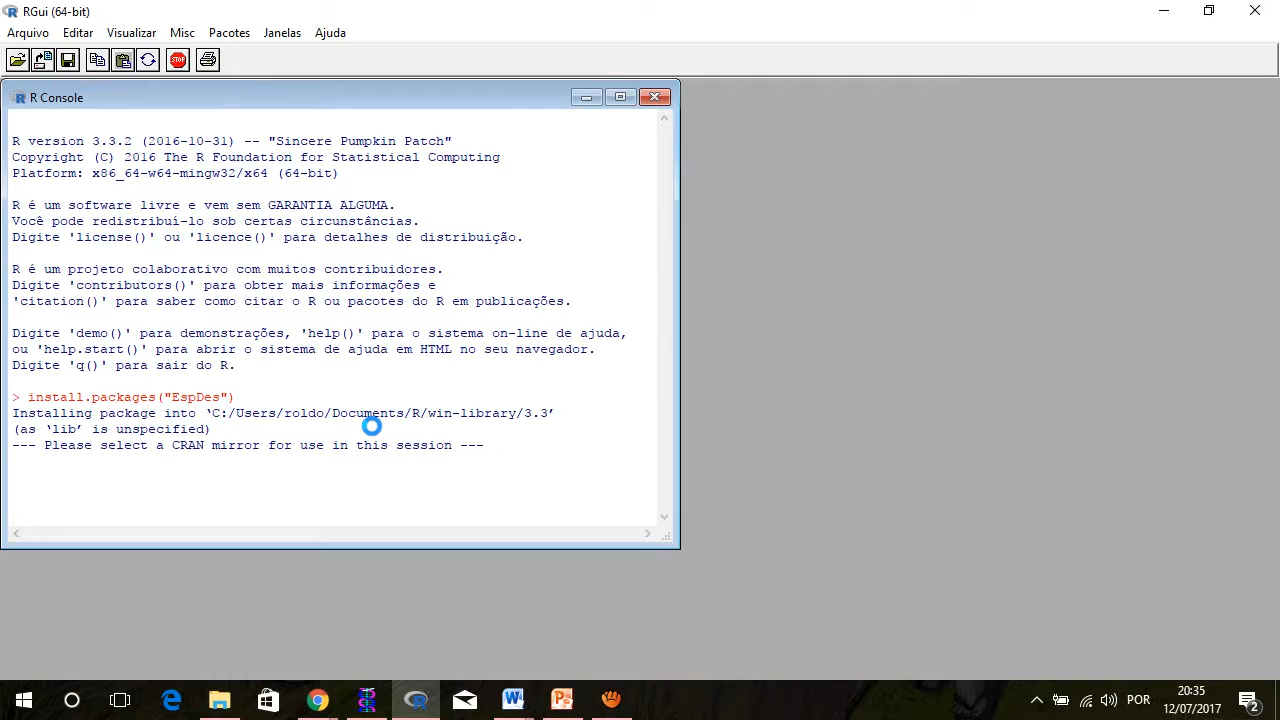 RGui (64-bit)
Arquivo Editar Visualizar Misc Pacotes Janelas Ajuda
STOP
R Console
R version 3.3.2 (2016-10-31) -- "Sincere Pumpkin Patch"
Copyright (C) 2016 The R Foundation for Statistical Computing
Platform: x86_64-w64-mingw32/x64 (64-bit)
R é um software livre e vem sem GARANTIA ALGUMA.
Você pode redistribuí-lo sob certas circunstâncias.
Digite 'license()' ou 'licence()' para detalhes de distribuição.
R é um projeto colaborativo com muitos contribuidores.
Digite 'contributors()' para obter mais informações e
'citation()' para saber como citar o R ou pacotes do R em publicações.
Digite 'demo()' para demonstrações, 'help()' para o sistema on-line de ajuda,
ou 'help.start()' para abrir o sistema de ajuda em HTML no seu navegador.
Digite 'q()' para sair do R.
> install.packages("EspDes")
Installing package into ‘C:/Users/roldo/Documents/R/win-library/3.3’
(as ‘lib’ is unspecified)
--- Please select a CRAN mirror for use in this session ---
POR
20:35
12/07/2017
2